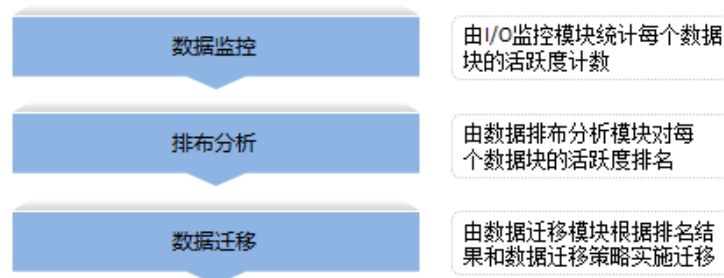 数据监控
由I/O监控模块统计每个数据
块的活跃度计数
排布分析
由数据排布分析模块对每
个数据块的活跃度排名
数据迁移
由数据迁移模块根据排名结
果和数据迁移策略实施迁移